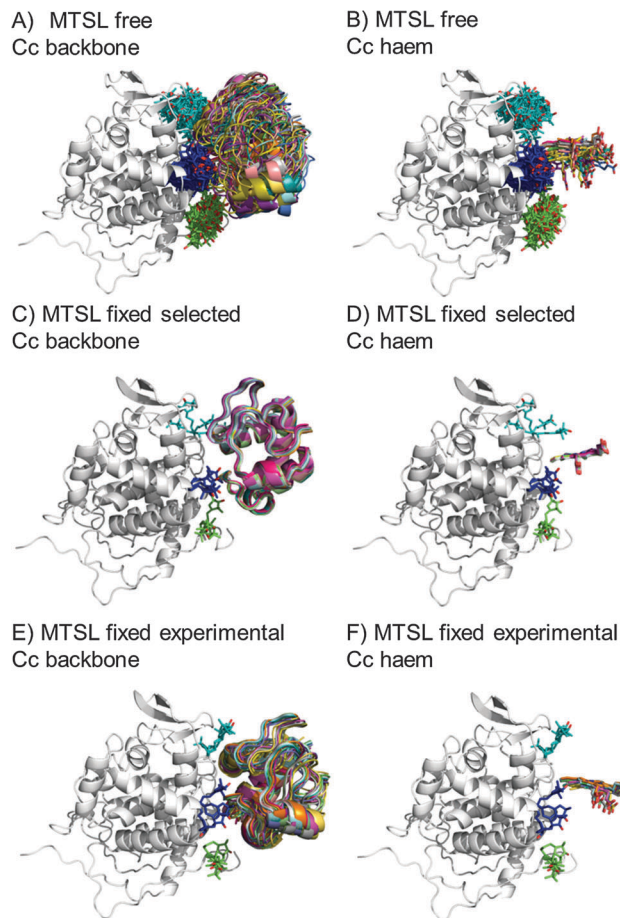 A) MTSL free
Cc backbone
B) MTSL free
Cc haem
C) MTSL fixed selected
Cc backbone
D) MTSL fixed selected
Cc haem
E) MTSL fixed experimental
Cc backbone
F) MTSL fixed experimental
Cc haem